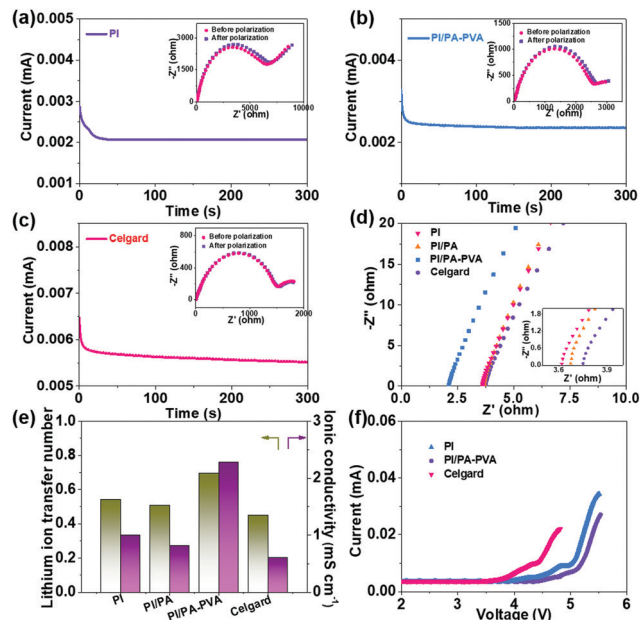 (a)
0.005
0.004
0.003
0.002
0.001
Current (mA)
0 100 200 300
Time (s)
PI
Before polarization
After polarization
-Z'' (ohm)
3000
1500
0
0 5000 10000
Z' (ohm)
(b)
0.004
0.002
Current (mA)
0 100 200 300
Time (s)
PI/PA-PVA
Before polarization
After polarization
-Z'' (ohm)
1500
1000
500
0
0 1000 2000 3000
Z' (ohm)
(c)
0.008
0.007
0.006
0.005
Current (mA)
0 100 200 300
Time (s)
Celgard
Before polarization
After polarization
-Z'' (ohm)
800
400
0
0 1000 2000
Z' (ohm)
(d)
20
15
10
5
0
-Z'' (ohm)
0.0 2.5 5.0 7.5 10.0
Z' (ohm)
PI
PI/PA
PI/PA-PVA
Celgard
-Z'' (ohm)
1.8
1.2
0.6
0.0
3.6 3.9
Z' (ohm)
(e)
1.0
0.8
0.6
0.4
0.2
0.0
Lithium ion transfer number
PI
PI/PA
PI/PA-PVA
Celgard
3
2
1
0
Ionic conductivity (mS cm⁻¹)
(f)
0.06
0.04
0.02
0.00
Current (mA)
2 3 4 5 6
Voltage (V)
PI
PI/PA-PVA
Celgard